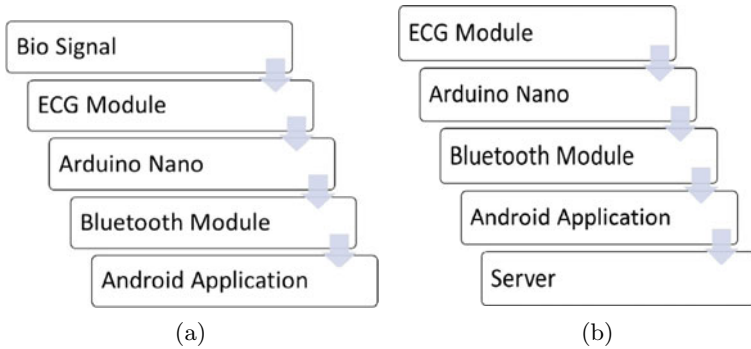 Bio Signal
ECG Module
Arduino Nano
Bluetooth Module
Android Application
(a)
ECG Module
Arduino Nano
Bluetooth Module
Android Application
Server
(b)